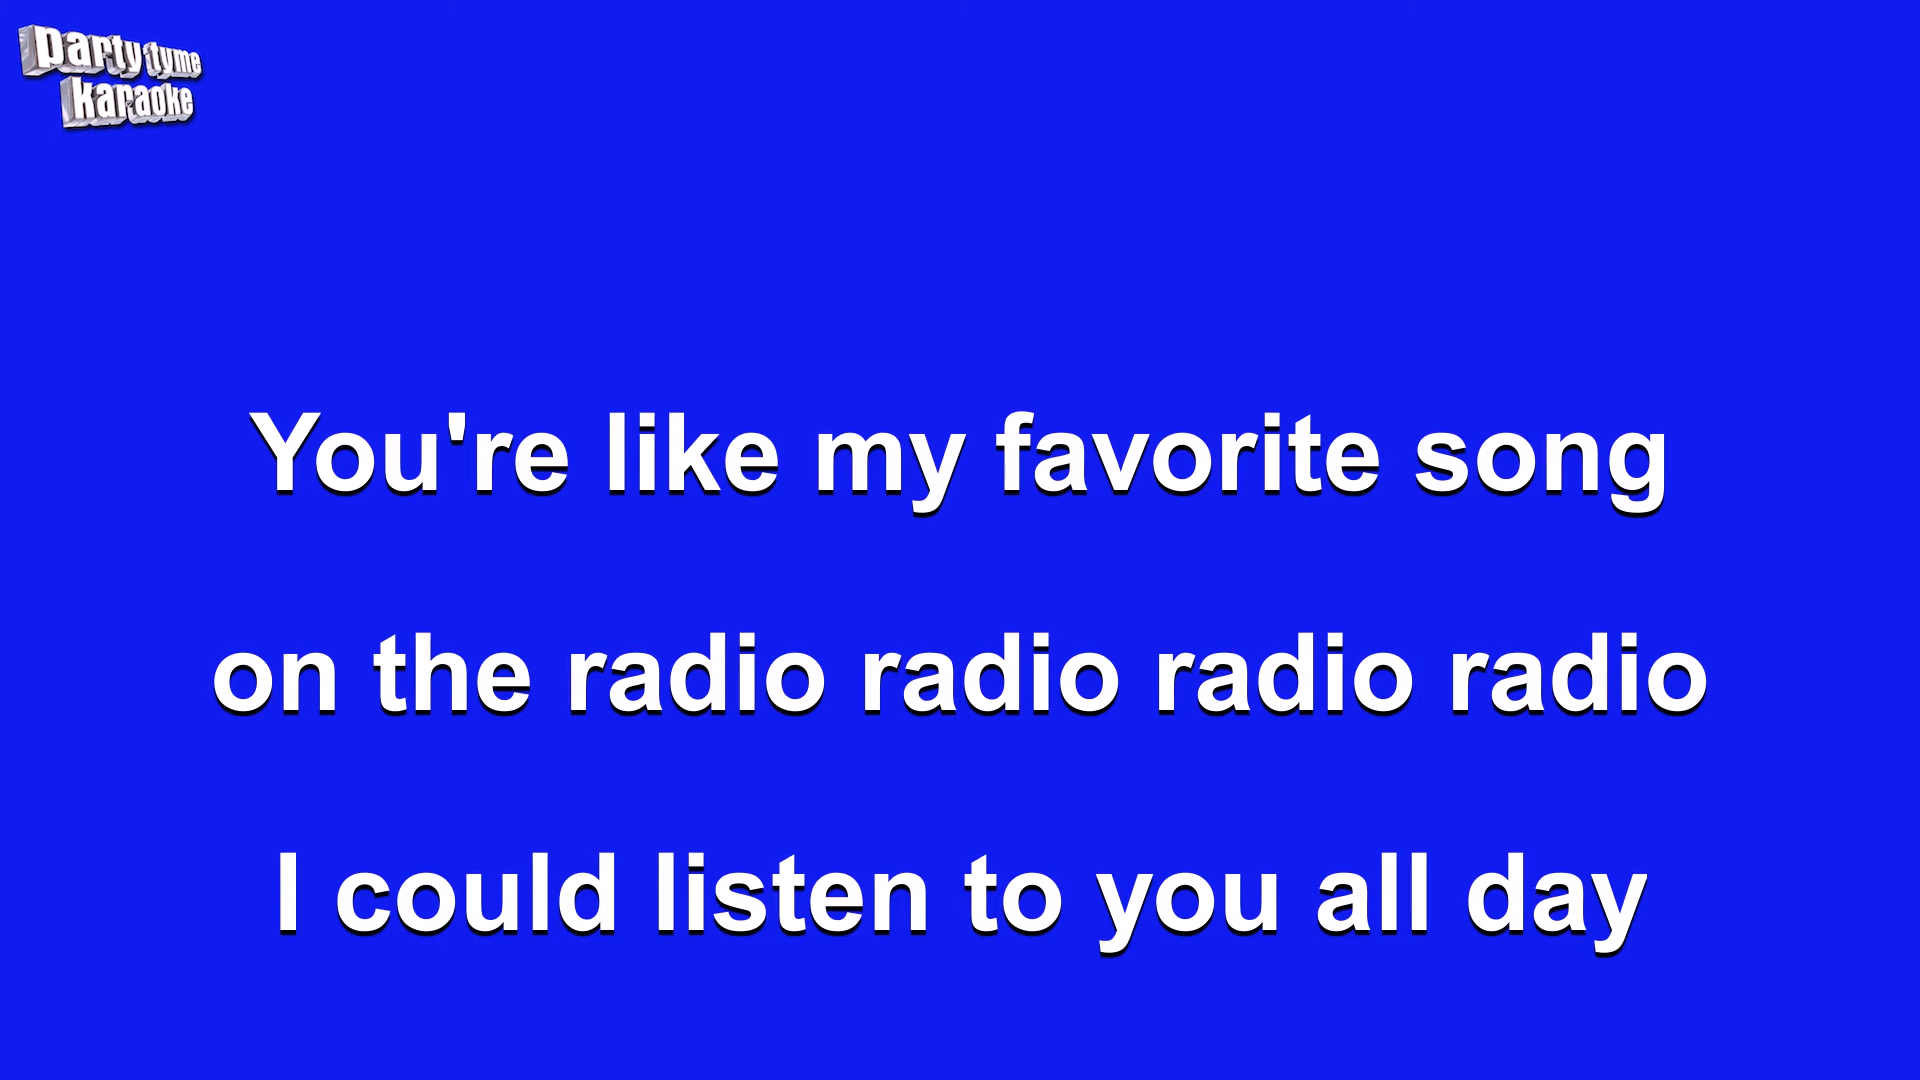 party tyme
karaoke
You're like my favorite song
on the radio radio radio radio
I could listen to you all day